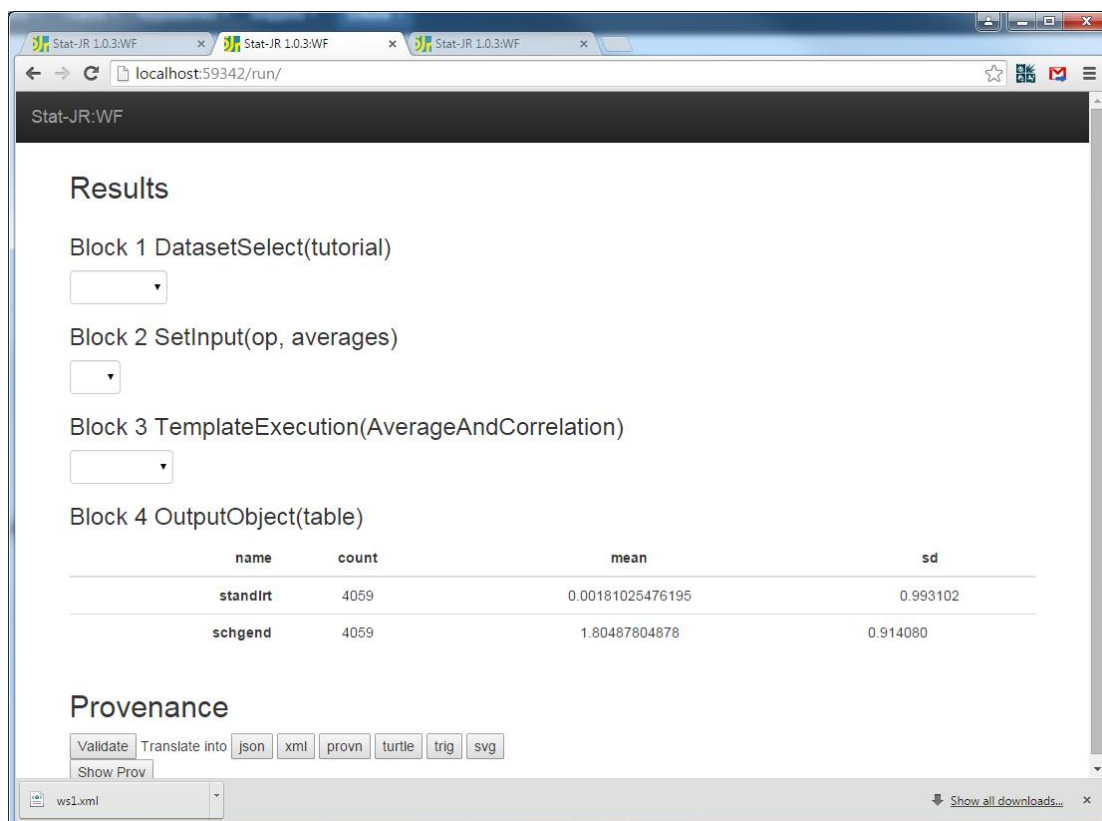 Stat-JR 1.0.3:WF Stat-JR 1.0.3:WF Stat-JR 1.0.3:WF
localhost:59342/run/
Stat-JR:WF
Results
Block 1 DatasetSelect(tutorial)
Block 2 SetInput(op, averages)
Block 3 TemplateExecution(AverageAndCorrelation)
Block 4 OutputObject(table)
name count mean sd
standlrt 4059 0.00181025476195 0.993102
schgend 4059 1.80487804878 0.914080
Provenance
Validate Translate into json xml provn turtle trig svg
Show Prov
ws1.xml Show all downloads...